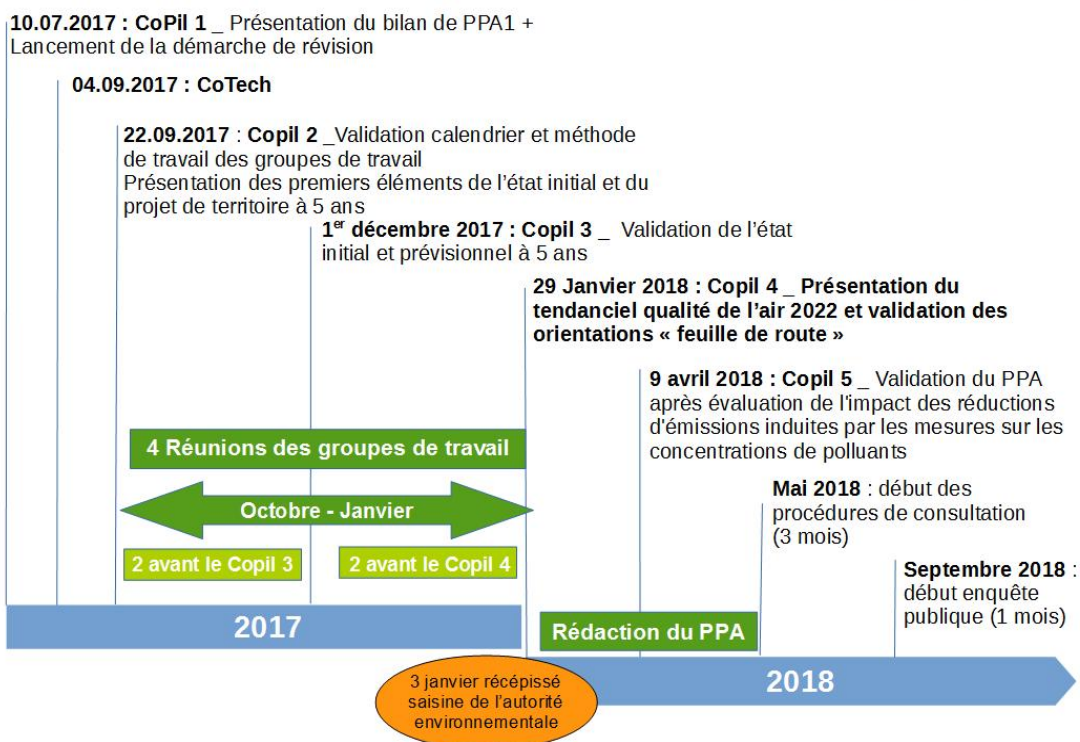 10.07.2017 : CoPil 1 _ Présentation du bilan de PPA1 +
Lancement de la démarche de révision
04.09.2017 : CoTech
22.09.2017 : Copil 2 _Validation calendrier et méthode
de travail des groupes de travail
Présentation des premiers éléments de l'état initial et du
projet de territoire à 5 ans
1er décembre 2017 : Copil 3 _ Validation de l'état
initial et prévisionnel à 5 ans
29 Janvier 2018 : Copil 4 _ Présentation du
tendanciel qualité de l'air 2022 et validation des
orientations « feuille de route »
9 avril 2018 : Copil 5 _ Validation du PPA
après évaluation de l'impact des réductions
d'émissions induites par les mesures sur les
concentrations de polluants
4 Réunions des groupes de travail
Octobre - Janvier
2 avant le Copil 3
2 avant le Copil 4
Mai 2018 : début des
procédures de consultation
(3 mois)
Septembre 2018 :
début enquête
publique (1 mois)
2017
Rédaction du PPA
3 janvier récépissé
saisine de l'autorité
environnementale
2018